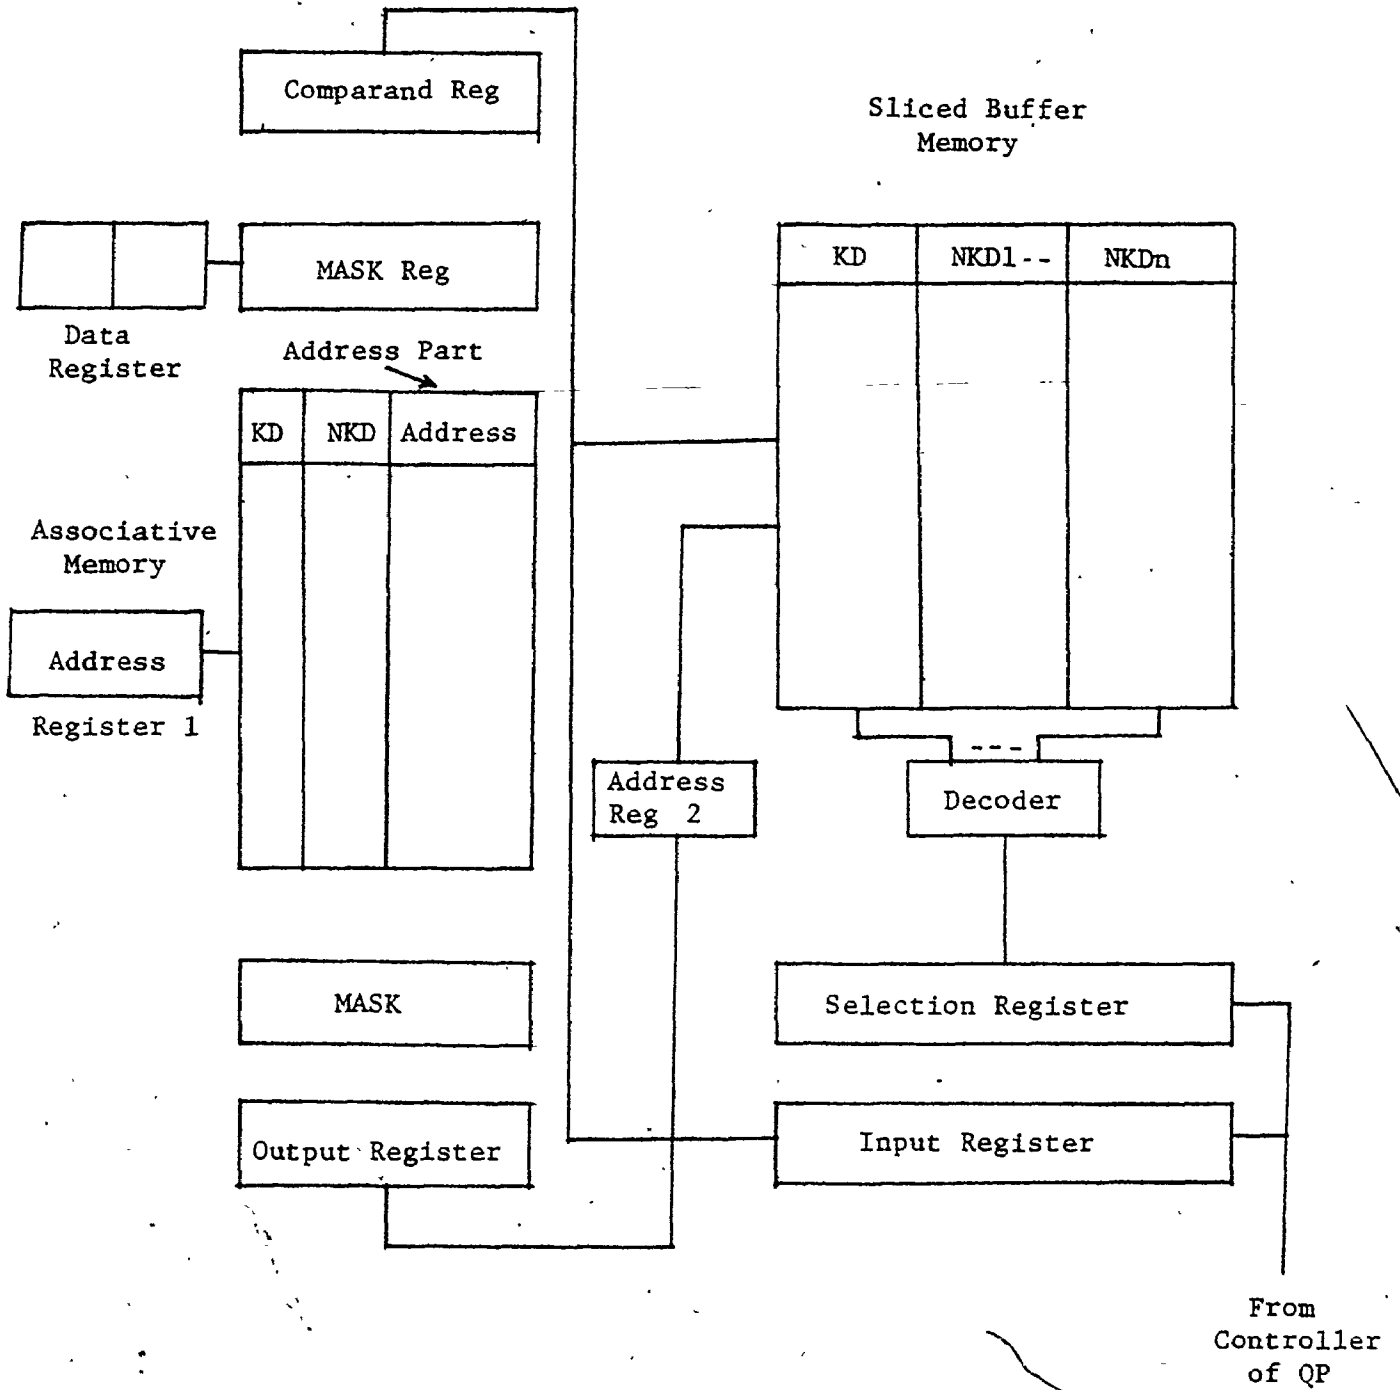 Comparand Reg
Sliced Buffer
Memory
MASK Reg
Data
Register
Address Part
KD
NKD
Address
KD
NKD1--
NKDn
Associative
Memory
Address
Register 1
Address
Reg 2
---
Decoder
MASK
Selection Register
Output Register
Input Register
From
Controller
of QP